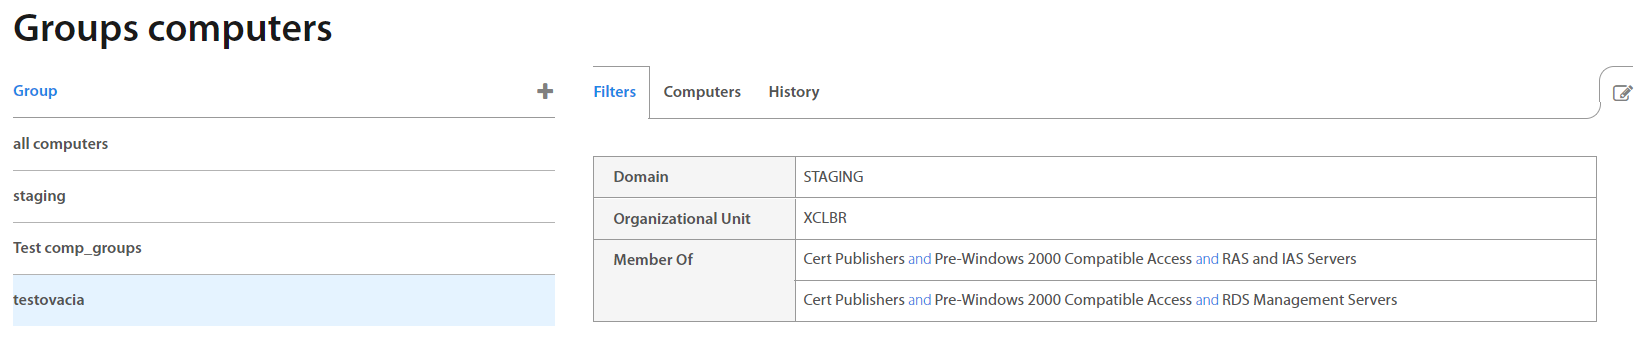 Groups computers
Group
all computers
staging
Test comp_groups
testovacia
Filters Computers History
Domain STAGING
Organizational Unit XCLBR
Member Of Cert Publishers and Pre-Windows 2000 Compatible Access and RAS and IAS Servers
Cert Publishers and Pre-Windows 2000 Compatible Access and RDS Management Servers